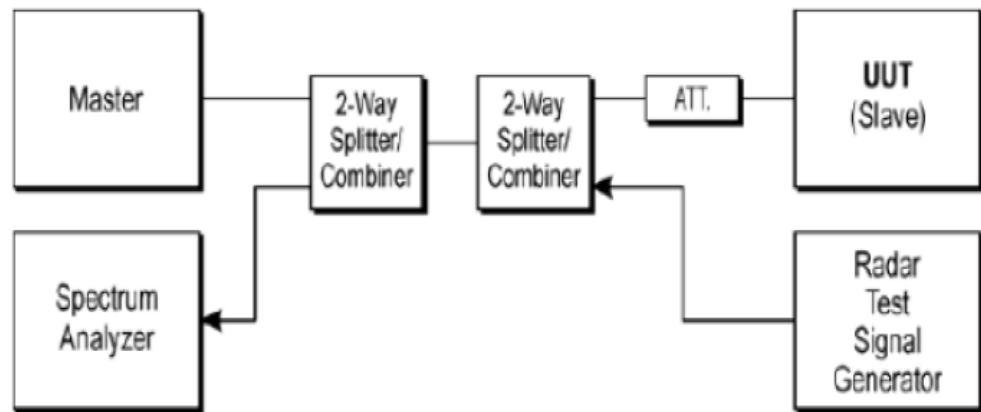 Master
2-Way
Splitter/
Combiner
2-Way
Splitter/
Combiner
ATT.
UUT
(Slave)
Spectrum
Analyzer
Radar
Test
Signal
Generator